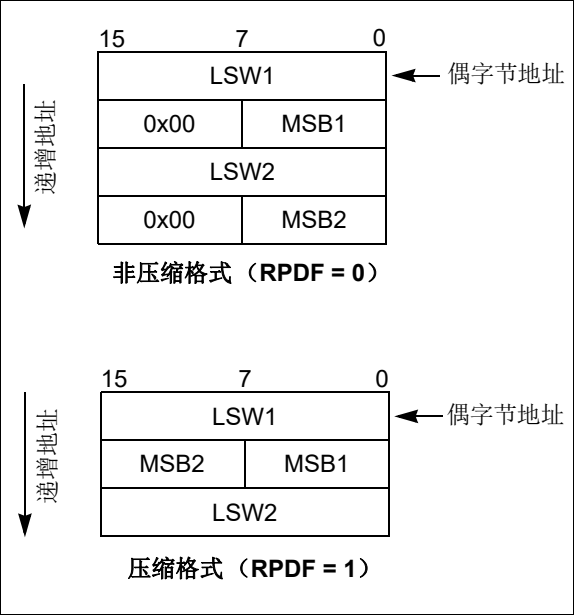 15 7 0
LSW1
偶字节地址
0x00 MSB1
递增地址
LSW2
0x00 MSB2
非压缩格式（RPDF = 0）
15 7 0
LSW1
偶字节地址
MSB2 MSB1
递增地址
LSW2
压缩格式（RPDF = 1）